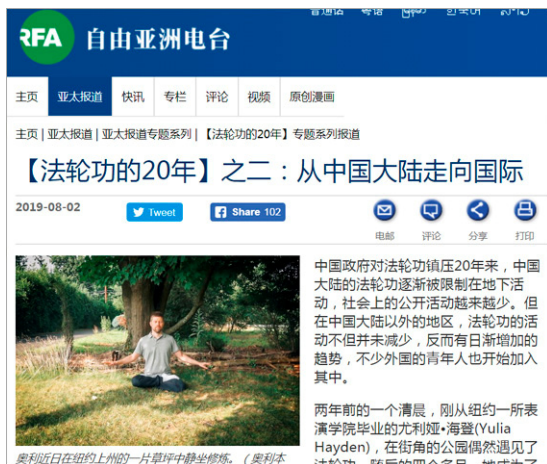 普通话 粤语 မြန်မာ 한국어 ລາວ
RFA 自由亚洲电台
主页 亚太报道 快讯 专栏 评论 视频 原创漫画
主页 | 亚太报道 | 亚太报道专题系列 | 【法轮功的20年】专题系列报道
【法轮功的20年】之二：从中国大陆走向国际
2019-08-02
Tweet
Share 102
电邮 评论 分享 打印
中国政府对法轮功镇压20年来，中国
大陆的法轮功逐渐被限制在地下活
动，社会上的公开活动越来越少。但
在中国大陆以外的地区，法轮功的活
动不但并未减少，反而有日渐增加的
趋势，不少外国的青年人也开始加入
其中。
两年前的一个清晨，刚从纽约一所表
演学院毕业的尤利娅•海登(Yulia
Hayden)，在街角的公园偶然遇见了
奥利近日在纽约上州的一片草坪中静坐修炼。（奥利本